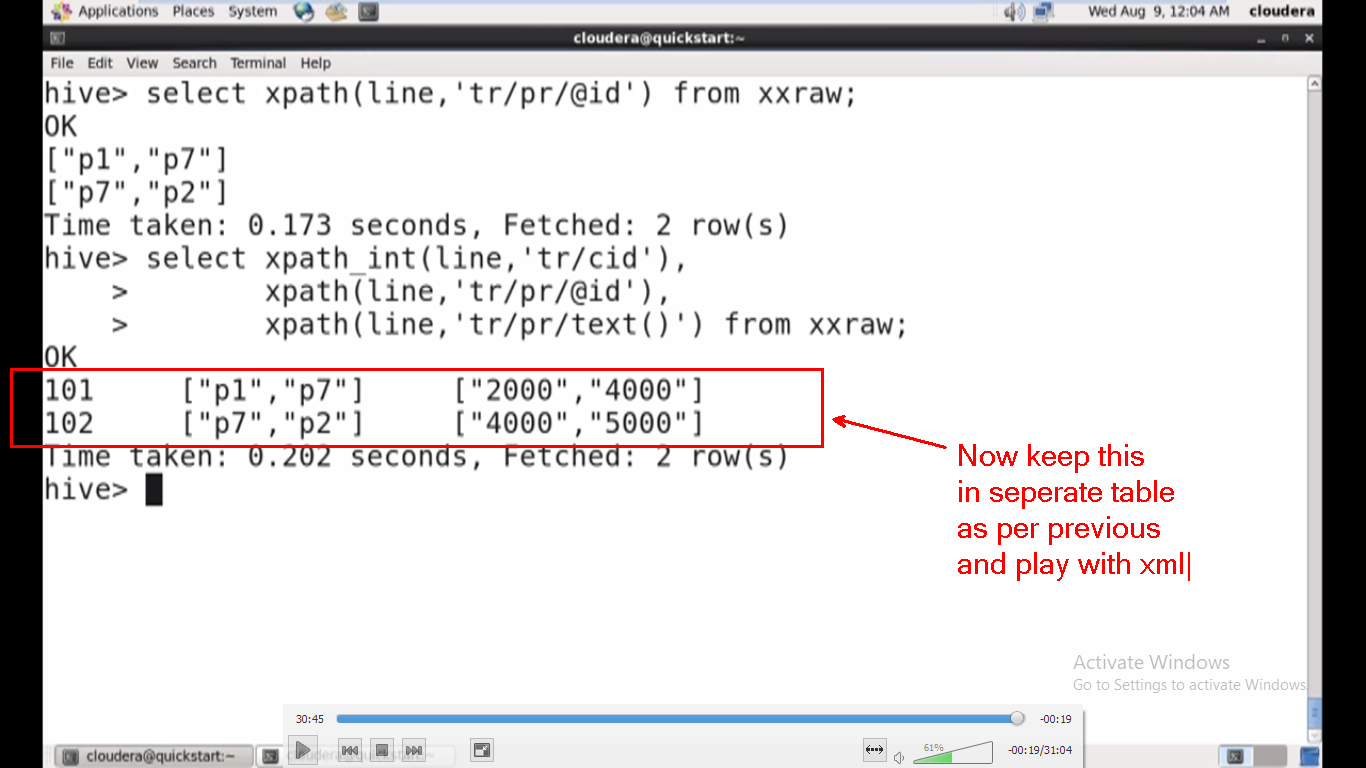 Applications Places System Wed Aug 9, 12:04 AM cloudera
cloudera@quickstart:~
File Edit View Search Terminal Help
hive> select xpath(line,'tr/pr/@id') from xxraw;
OK
["p1","p7"]
["p7","p2"]
Time taken: 0.173 seconds, Fetched: 2 row(s)
hive> select xpath_int(line,'tr/cid'),
> xpath(line,'tr/pr/@id'),
> xpath(line,'tr/pr/text()') from xxraw;
OK
101 ["p1","p7"] ["2000","4000"]
102 ["p7","p2"] ["4000","5000"]
Time taken: 0.202 seconds, Fetched: 2 row(s)
hive>
Now keep this
in seperate table
as per previous
and play with xml
Activate Windows
Go to Settings to activate Windows.
30:45 -00:19
61% -00:19/31:04
cloudera@quickstart:~ cloudera@quickstart:~